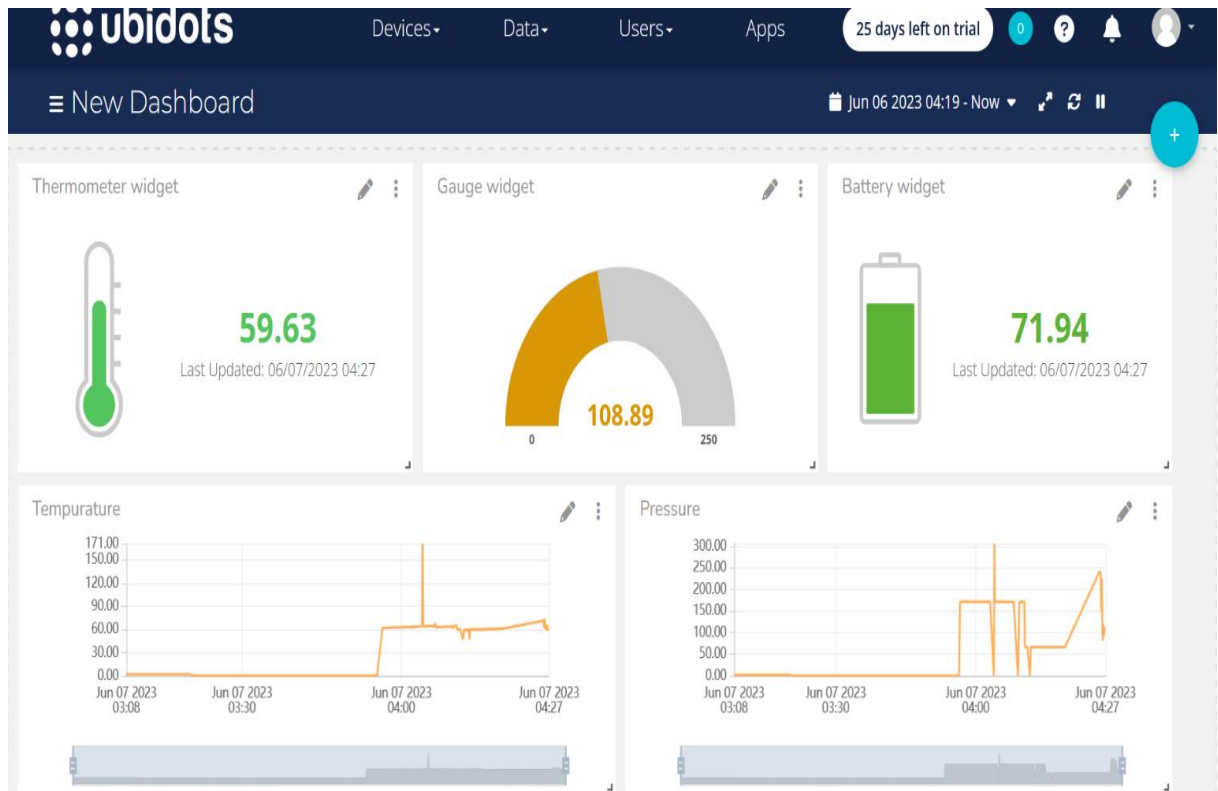 ubidots
Devices
Data
Users
Apps
25 days left on trial
0
?
New Dashboard
Jun 06 2023 04:19 - Now
+
Thermometer widget
59.63
Last Updated: 06/07/2023 04:27
Gauge widget
108.89
0
250
Battery widget
71.94
Last Updated: 06/07/2023 04:27
Tempurature
171.00
150.00
120.00
90.00
60.00
30.00
0.00
Jun 07 2023 Jun 07 2023 Jun 07 2023 Jun 07 2023
03:08 03:30 04:00 04:27
Pressure
300.00
250.00
200.00
150.00
100.00
50.00
0.00
Jun 07 2023 Jun 07 2023 Jun 07 2023 Jun 07 2023
03:08 03:30 04:00 04:27